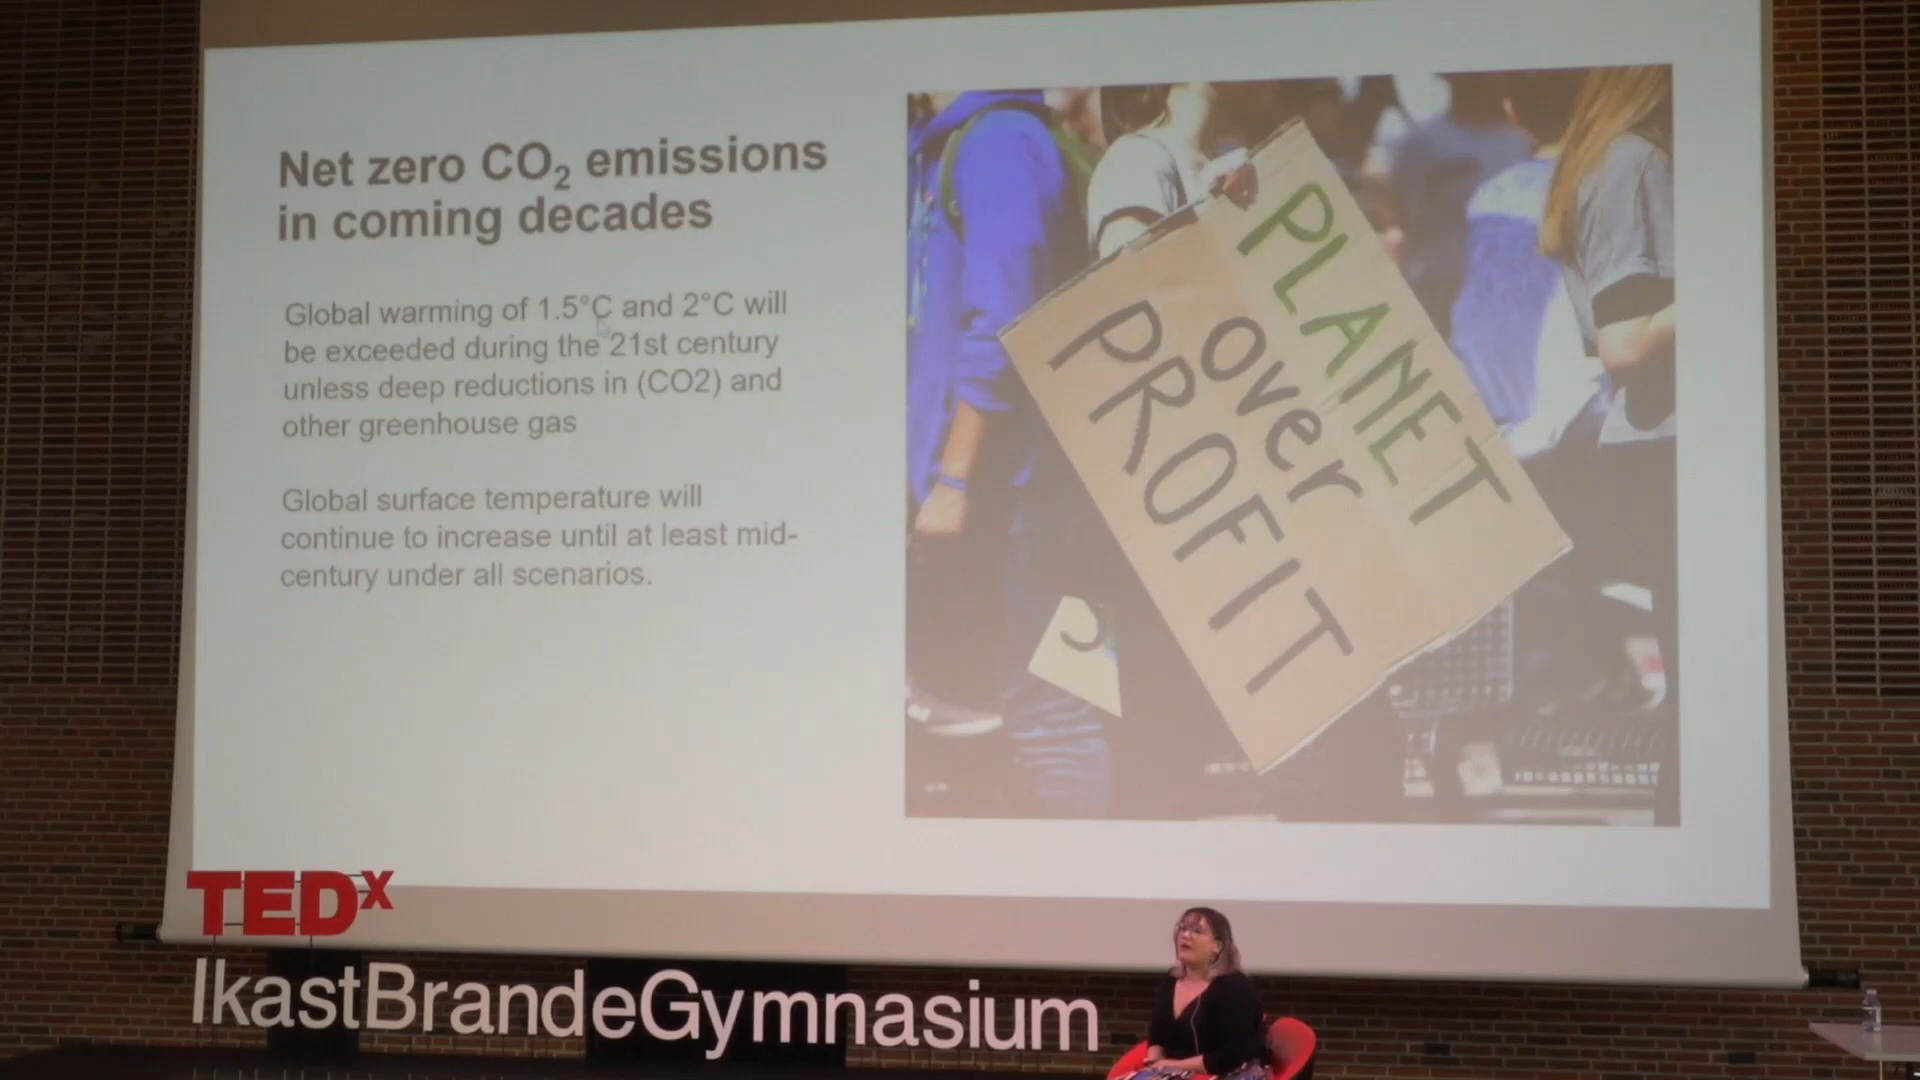 Net zero CO₂ emissions
in coming decades
Global warming of 1.5°C and 2°C will
be exceeded during the 21st century
unless deep reductions in (CO2) and
other greenhouse gas
Global surface temperature will
continue to increase until at least mid-
century under all scenarios.
PLANET
over
PROFIT
TEDx
IkastBrandeGymnasium